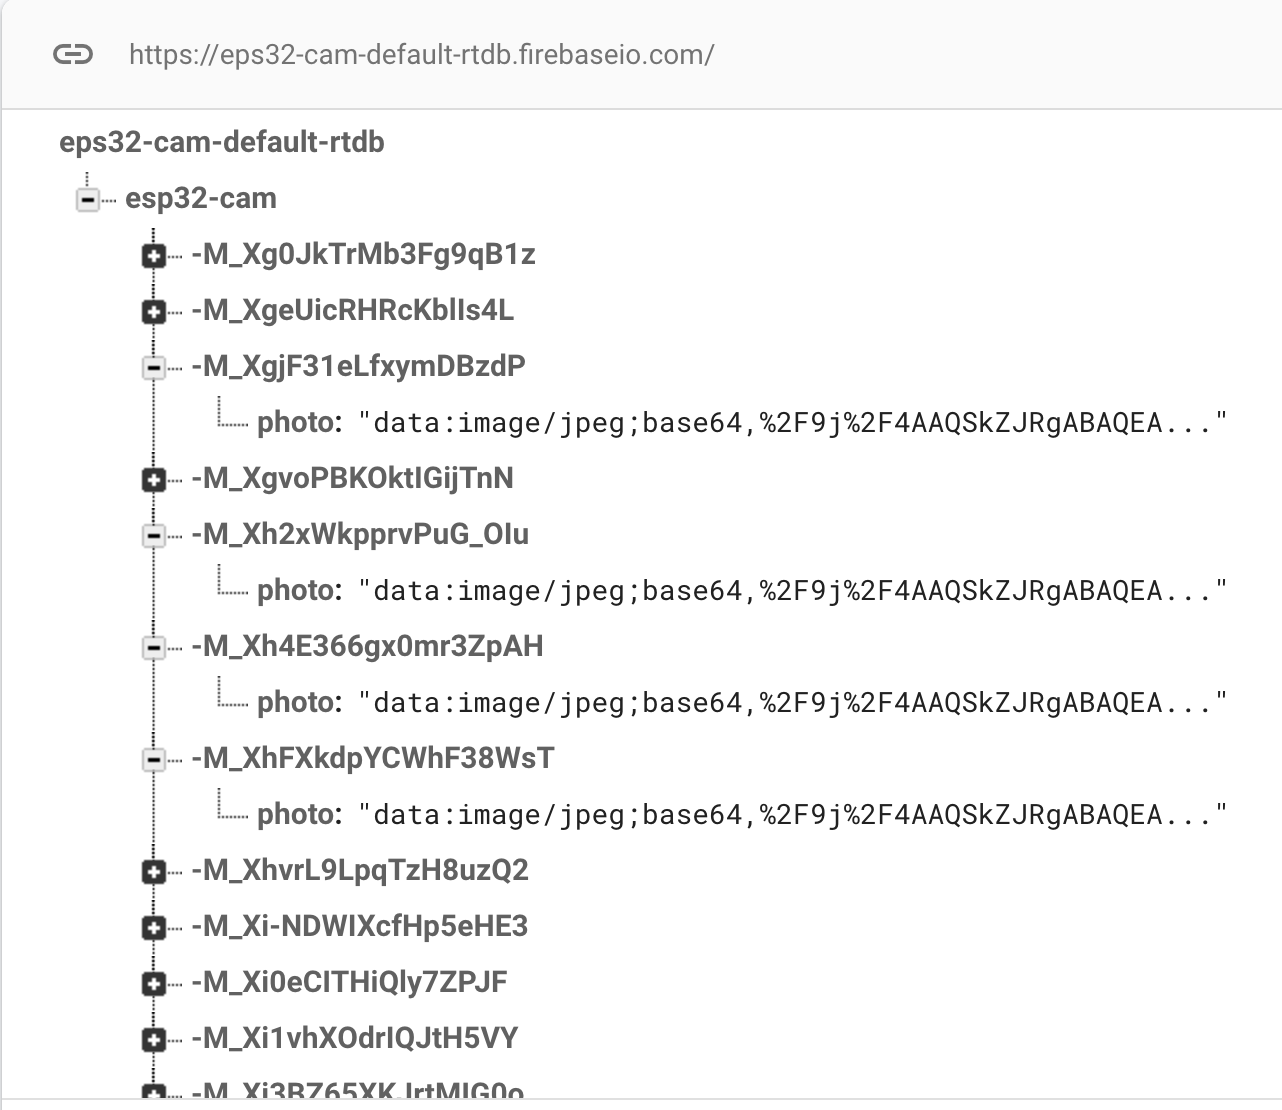 https://eps32-cam-default-rtdb.firebaseio.com/
eps32-cam-default-rtdb
esp32-cam
-M_Xg0JkTrMb3Fg9qB1z
-M_XgeUicRHRcKblIs4L
-M_XgjF31eLfxymDBzdP
photo: "data:image/jpeg;base64,%2F9j%2F4AAQSkZJRgABAQEA..."
-M_XgvoPBKOktIGijTnN
-M_Xh2xWkpprvPuG_OIu
photo: "data:image/jpeg;base64,%2F9j%2F4AAQSkZJRgABAQEA..."
-M_Xh4E366gx0mr3ZpAH
photo: "data:image/jpeg;base64,%2F9j%2F4AAQSkZJRgABAQEA..."
-M_XhFXkdpYCWhF38WsT
photo: "data:image/jpeg;base64,%2F9j%2F4AAQSkZJRgABAQEA..."
-M_XhvrL9LpqTzH8uzQ2
-M_Xi-NDWIXcfHp5eHE3
-M_Xi0eCITHiQly7ZPJF
-M_Xi1vhXOdrIQJtH5VY